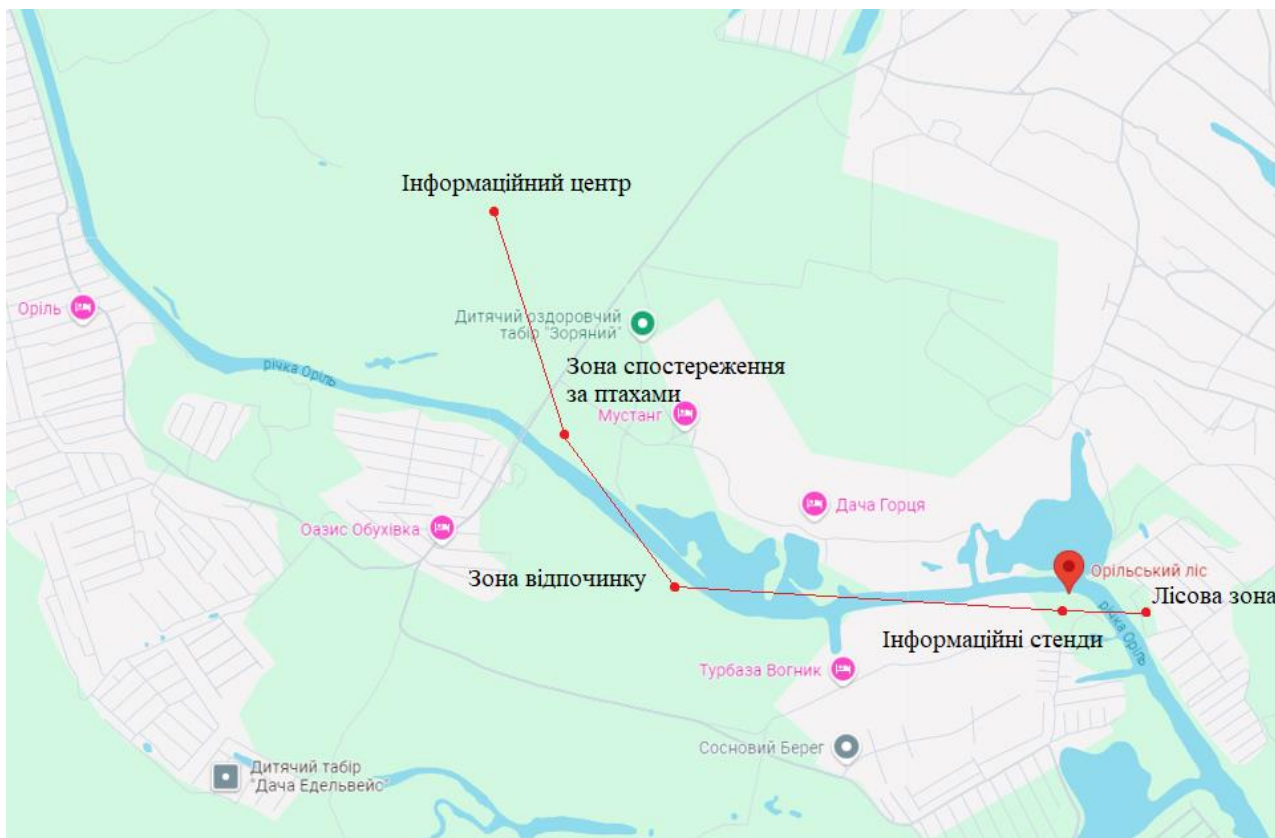 Інформаційний центр
Оріль
Дитячий оздоровчий
табір "Зоряний"
Зона спостереження
за птахами
річка Оріль
Мустанг
Дача Горця
Оазис Обухівка
Зона відпочинку
Орільський ліс
Лісова зона
річка Оріль
Інформаційні стенди
Турбаза Вогник
Сосновий Берег
Дитячий табір
"Дача Едельвейс"